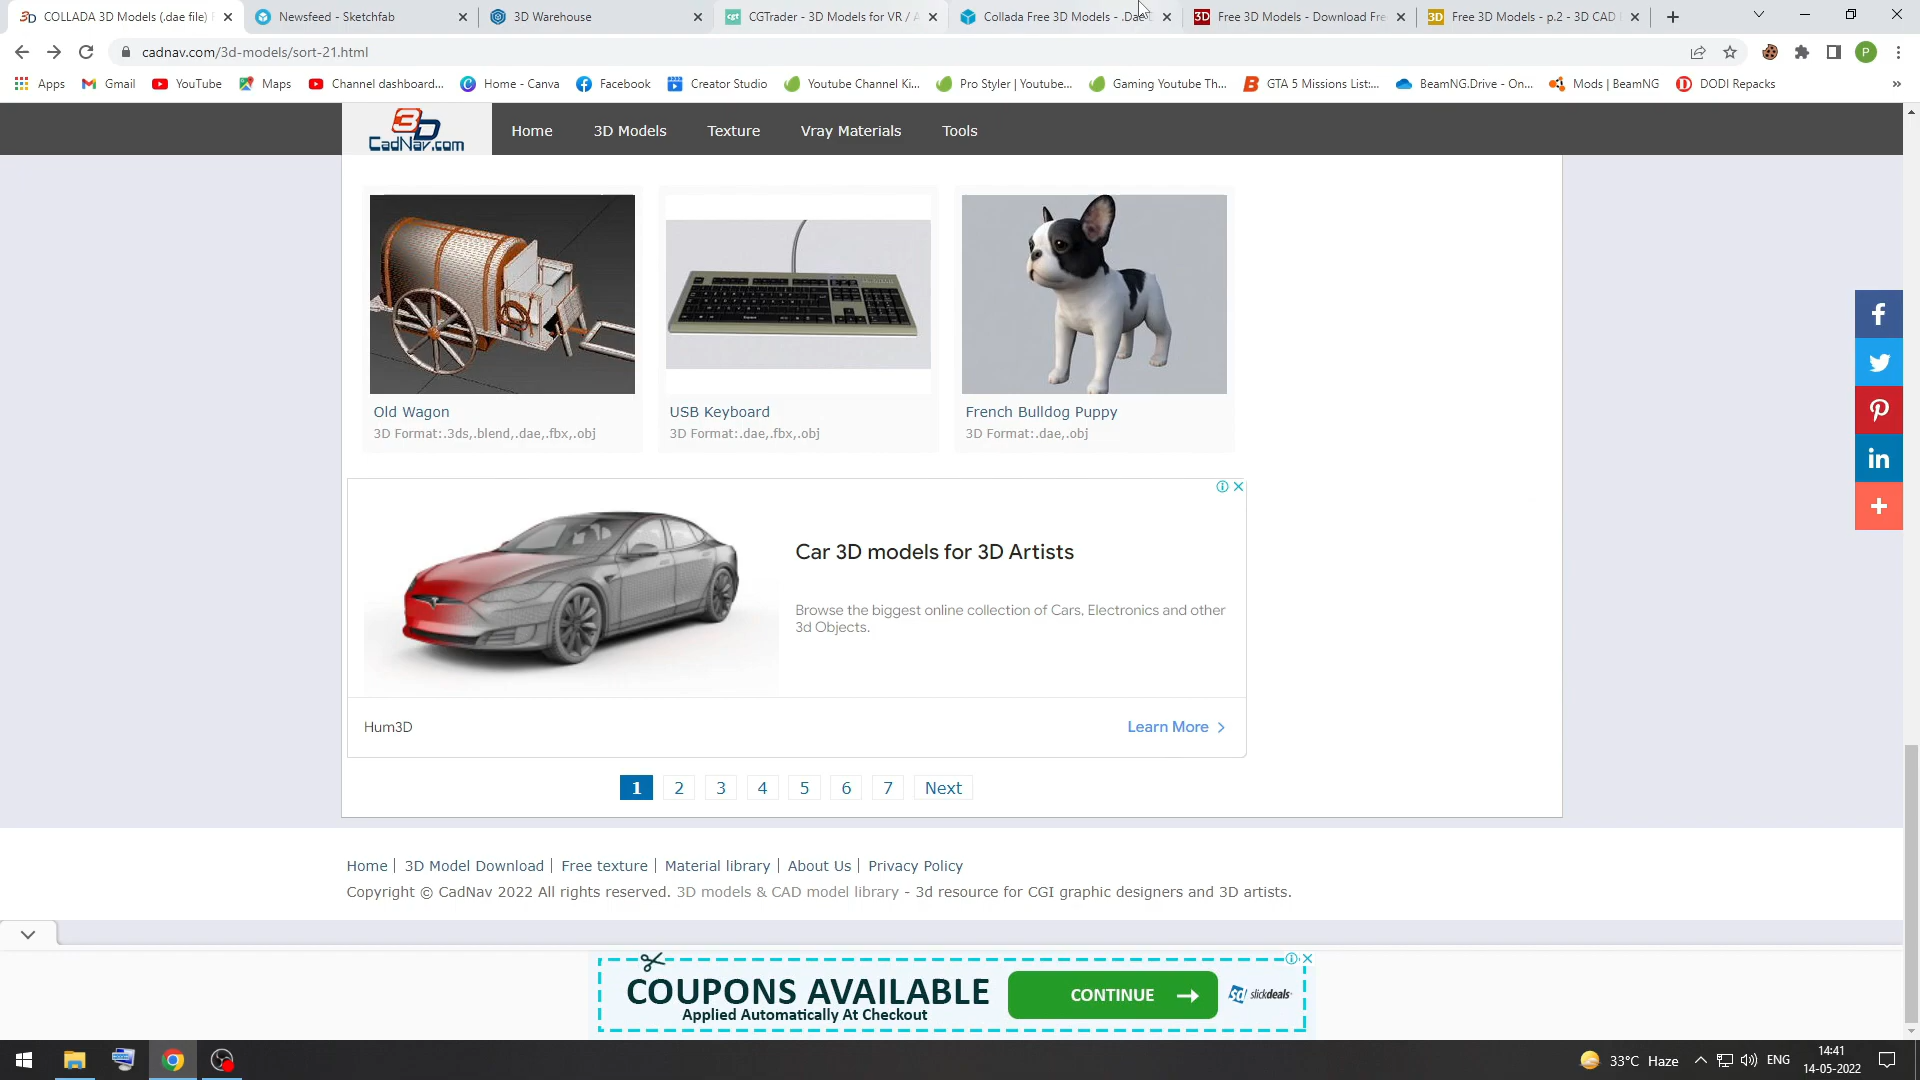 COLLADA 3D Models (.dae file)
Newsfeed - Sketchfab
3D Warehouse
CGTrader - 3D Models for VR / A
Collada Free 3D Models - .Dae
Free 3D Models - Download Fre
Free 3D Models - p.2 - 3D CAD
cadnav.com/3d-models/sort-21.html
P
Apps
Gmail
YouTube
Maps
Channel dashboard...
Home - Canva
Facebook
Creator Studio
Youtube Channel Ki...
Pro Styler | Youtube...
Gaming Youtube Th...
GTA 5 Missions List:...
BeamNG.Drive - On...
Mods | BeamNG
DODI Repacks
3D
CadNav.com
Home
3D Models
Texture
Vray Materials
Tools
Old Wagon
3D Format:.3ds,.blend,.dae,.fbx,.obj
USB Keyboard
3D Format:.dae,.fbx,.obj
French Bulldog Puppy
3D Format:.dae,.obj
Car 3D models for 3D Artists
Browse the biggest online collection of Cars, Electronics and other
3d Objects.
Hum3D
Learn More
1 2 3 4 5 6 7 Next
Home | 3D Model Download | Free texture | Material library | About Us | Privacy Policy
Copyright © CadNav 2022 All rights reserved. 3D models & CAD model library - 3d resource for CGI graphic designers and 3D artists.
COUPONS AVAILABLE
Applied Automatically At Checkout
CONTINUE
slickdeals
33°C Haze
ENG
14:41
14-05-2022